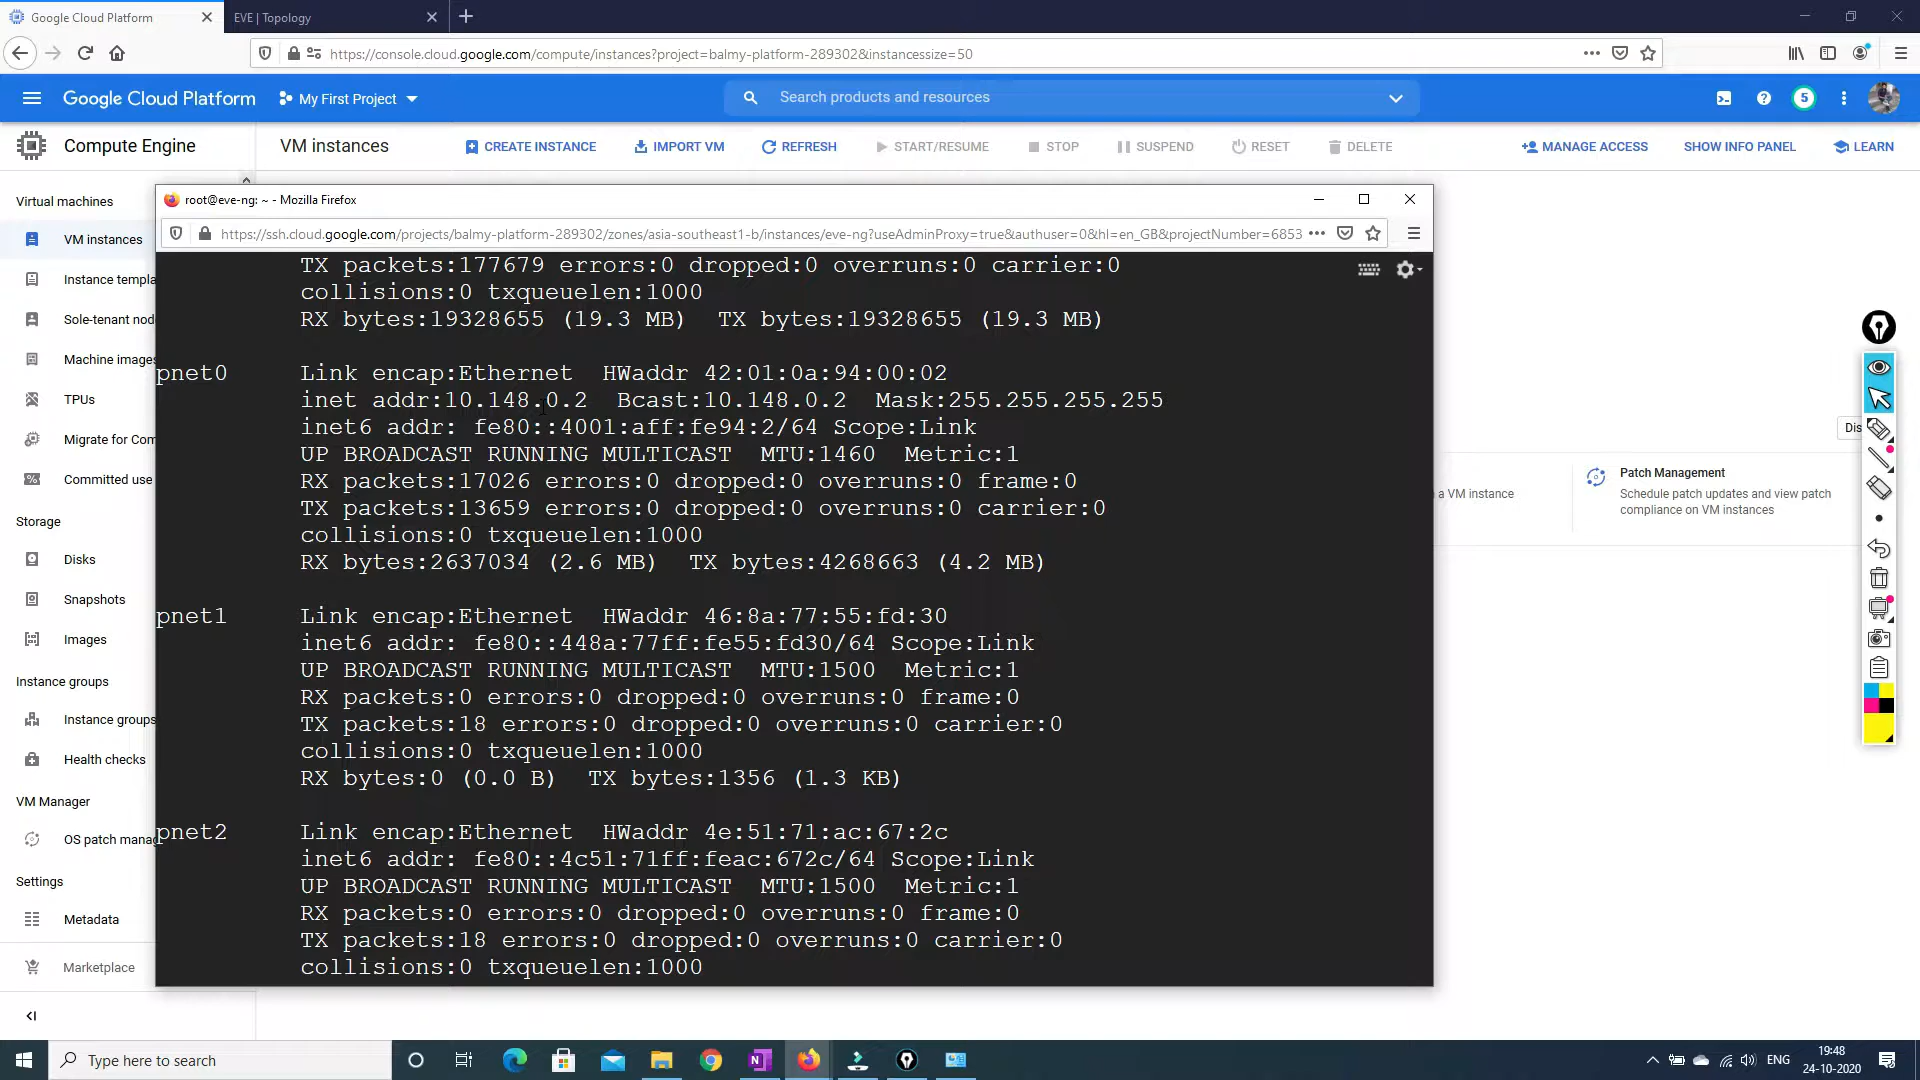 Google Cloud Platform
EVE | Topology
https://console.cloud.google.com/compute/instances?project=balmy-platform-289302&instancessize=50
Google Cloud Platform
My First Project
Search products and resources
5
Compute Engine
VM instances
CREATE INSTANCE
IMPORT VM
REFRESH
START/RESUME
STOP
SUSPEND
RESET
DELETE
MANAGE ACCESS
SHOW INFO PANEL
LEARN
Virtual machines
VM instances
Instance templa
Sole-tenant nod
Machine images
TPUs
Migrate for Com
Committed use
Storage
Disks
Snapshots
Images
Instance groups
Instance groups
Health checks
VM Manager
OS patch mana
Settings
Metadata
Marketplace
root@eve-ng: ~ - Mozilla Firefox
https://ssh.cloud.google.com/projects/balmy-platform-289302/zones/asia-southeast1-b/instances/eve-ng?useAdminProxy=true&authuser=0&hl=en_GB&projectNumber=6853
TX packets:177679 errors:0 dropped:0 overruns:0 carrier:0
collisions:0 txqueuelen:1000
RX bytes:19328655 (19.3 MB)  TX bytes:19328655 (19.3 MB)
pnet0 Link encap:Ethernet  HWaddr 42:01:0a:94:00:02
inet addr:10.148.0.2  Bcast:10.148.0.2  Mask:255.255.255.255
inet6 addr: fe80::4001:aff:fe94:2/64 Scope:Link
UP BROADCAST RUNNING MULTICAST  MTU:1460  Metric:1
RX packets:17026 errors:0 dropped:0 overruns:0 frame:0
TX packets:13659 errors:0 dropped:0 overruns:0 carrier:0
collisions:0 txqueuelen:1000
RX bytes:2637034 (2.6 MB)  TX bytes:4268663 (4.2 MB)
pnet1 Link encap:Ethernet  HWaddr 46:8a:77:55:fd:30
inet6 addr: fe80::448a:77ff:fe55:fd30/64 Scope:Link
UP BROADCAST RUNNING MULTICAST  MTU:1500  Metric:1
RX packets:0 errors:0 dropped:0 overruns:0 frame:0
TX packets:18 errors:0 dropped:0 overruns:0 carrier:0
collisions:0 txqueuelen:1000
RX bytes:0 (0.0 B)  TX bytes:1356 (1.3 KB)
pnet2 Link encap:Ethernet  HWaddr 4e:51:71:ac:67:2c
inet6 addr: fe80::4c51:71ff:feac:672c/64 Scope:Link
UP BROADCAST RUNNING MULTICAST  MTU:1500  Metric:1
RX packets:0 errors:0 dropped:0 overruns:0 frame:0
TX packets:18 errors:0 dropped:0 overruns:0 carrier:0
collisions:0 txqueuelen:1000
Dis
a VM instance
Patch Management
Schedule patch updates and view patch
compliance on VM instances
Type here to search
ENG
19:48
24-10-2020